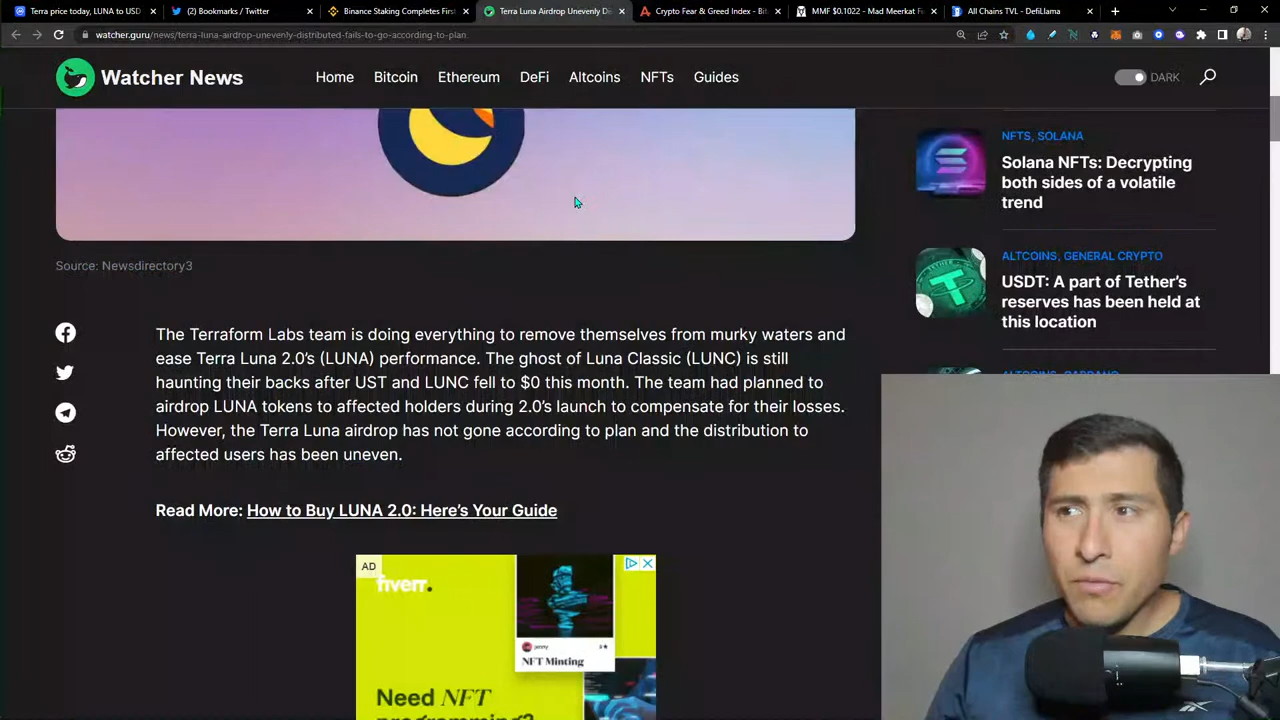 Terra price today, LUNA to USD
(2) Bookmarks / Twitter
Binance Staking Completes First
Terra Luna Airdrop Unevenly Di
Crypto Fear & Greed Index - Bit
MMF $0.1022 - Mad Meerkat F
All Chains TVL - DefiLlama
watcher.guru/news/terra-luna-airdrop-unevenly-distributed-fails-to-go-according-to-plan
Watcher News
Home
Bitcoin
Ethereum
DeFi
Altcoins
NFTs
Guides
DARK
NFTS, SOLANA
Solana NFTs: Decrypting
both sides of a volatile
trend
ALTCOINS, GENERAL CRYPTO
USDT: A part of Tether's
reserves has been held at
this location
ALTCOINS, CARDANO
Source: Newsdirectory3
The Terraform Labs team is doing everything to remove themselves from murky waters and
ease Terra Luna 2.0's (LUNA) performance. The ghost of Luna Classic (LUNC) is still
haunting their backs after UST and LUNC fell to $0 this month. The team had planned to
airdrop LUNA tokens to affected holders during 2.0's launch to compensate for their losses.
However, the Terra Luna airdrop has not gone according to plan and the distribution to
affected users has been uneven.
Read More: How to Buy LUNA 2.0: Here's Your Guide
AD
fiverr.
jenny
5★
NFT Minting
Need NFT
programming?